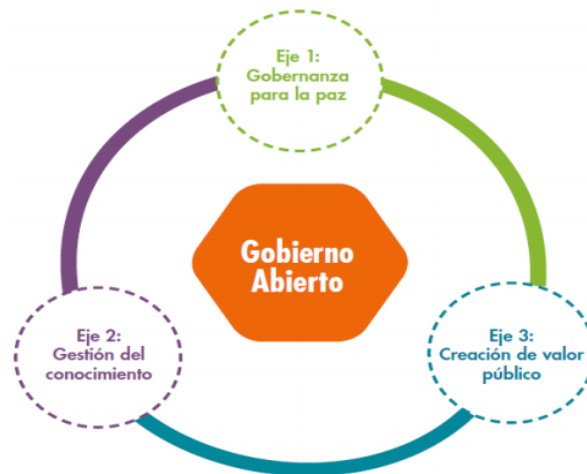 Eje 1:
Gobernanza
para la paz
Gobierno
Abierto
Eje 2:
Gestión del
conocimiento
Eje 3:
Creación de valor
público